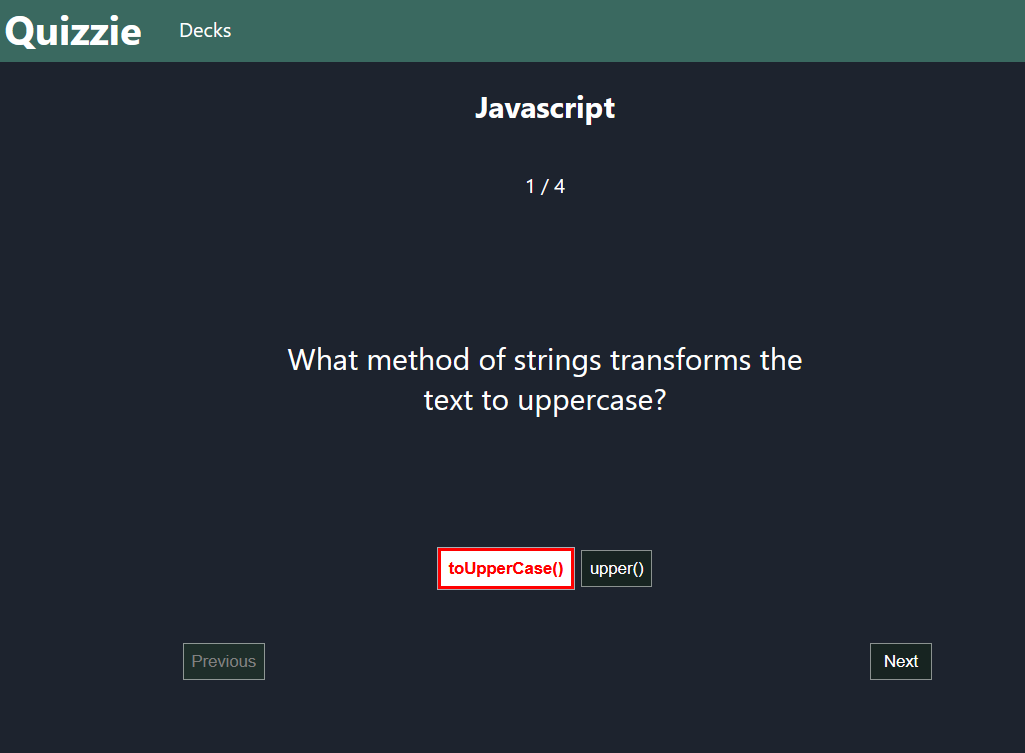 Quizzie
Decks
Javascript
1 / 4
What method of strings transforms the
text to uppercase?
toUpperCase()
upper()
Previous
Next